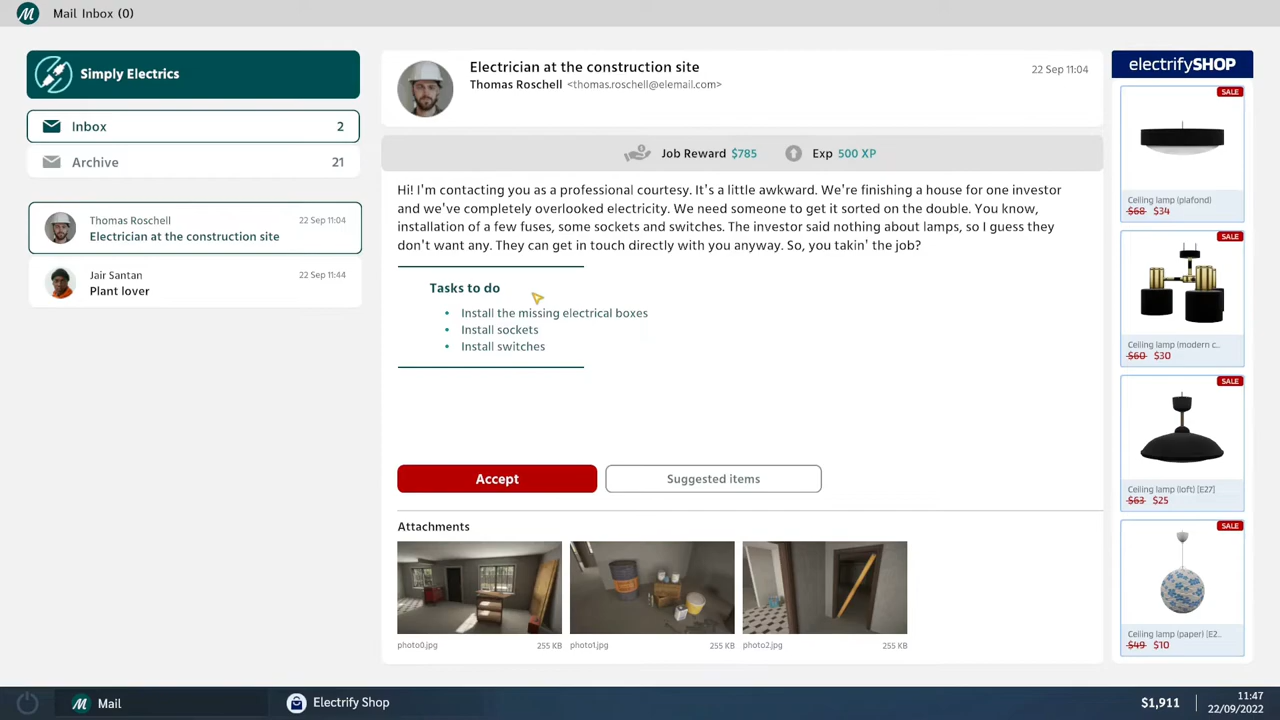 Mail Inbox (0)
Simply Electrics
Inbox 2
Archive 21
Thomas Roschell 22 Sep 11:04
Electrician at the construction site
Jair Santan 22 Sep 11:44
Plant lover
Electrician at the construction site
Thomas Roschell <thomas.roschell@elemail.com>
22 Sep 11:04
Job Reward $785 Exp 500 XP
Hi! I'm contacting you as a professional courtesy. It's a little awkward. We're finishing a house for one investor
and we've completely overlooked electricity. We need someone to get it sorted on the double. You know,
installation of a few fuses, some sockets and switches. The investor said nothing about lamps, so I guess they
don't want any. They can get in touch directly with you anyway. So, you takin' the job?
Tasks to do
• Install the missing electrical boxes
• Install sockets
• Install switches
Accept Suggested items
Attachments
photo0.jpg 255 KB photo1.jpg 255 KB photo2.jpg 255 KB
electrifySHOP
SALE
Ceiling lamp (plafond)
$68 $34
SALE
Ceiling lamp (modern c...
$60 $30
SALE
Ceiling lamp (loft) [E27]
$63 $25
SALE
Ceiling lamp (paper) [E2...
$49 $10
Mail Electrify Shop
$1,911
11:47
22/09/2022